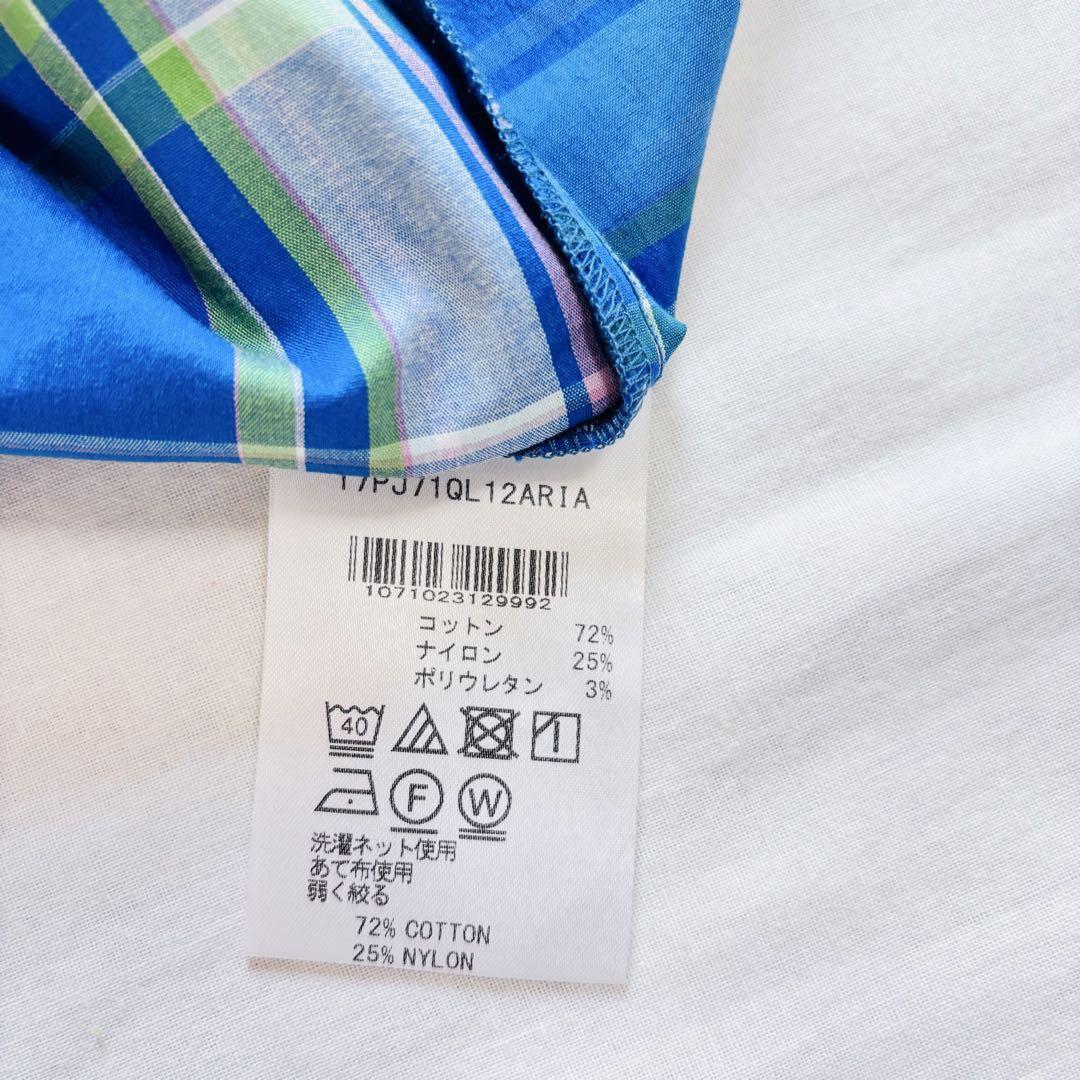 17PJ71QL12ARIA
1071023129992
コットン 72%
ナイロン 25%
ポリウレタン 3%
40
F W
洗濯ネット使用
あて布使用
弱く絞る
72% COTTON
25% NYLON